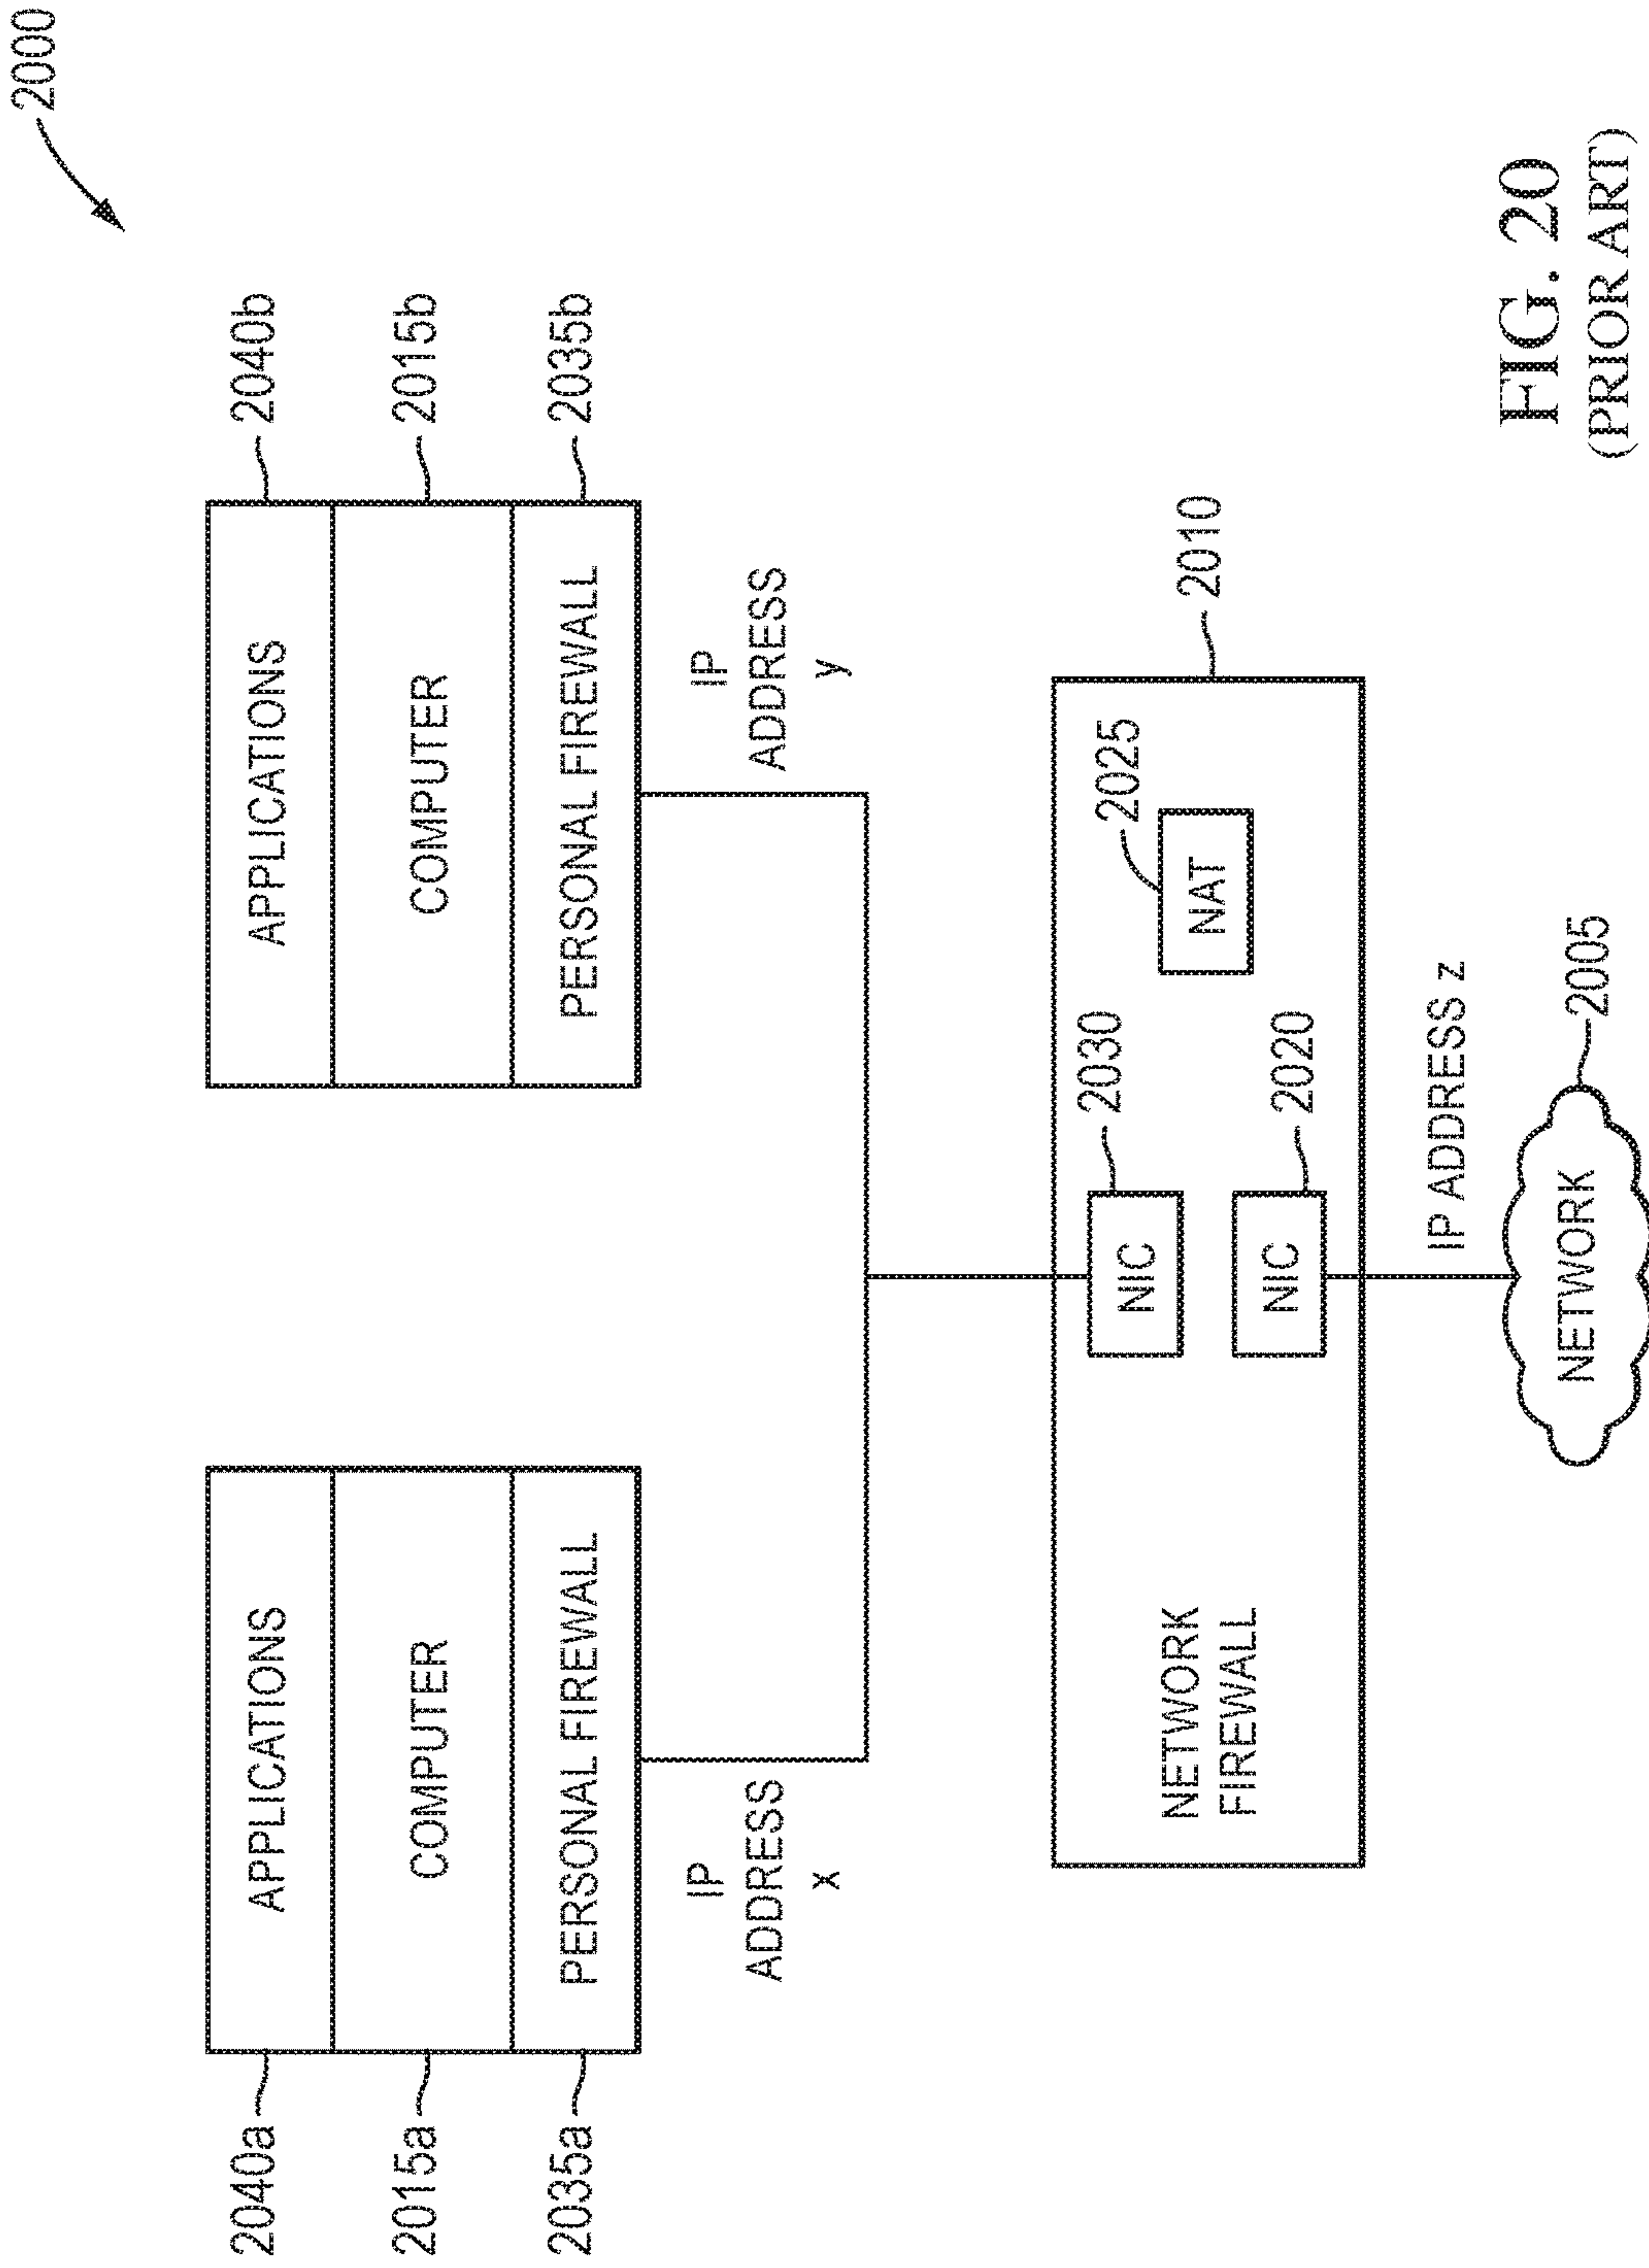 2000
2040a
APPLICATIONS
2015a
COMPUTER
2035a
PERSONAL FIREWALL
APPLICATIONS
2040b
COMPUTER
2015b
PERSONAL FIREWALL
2035b
IP
ADDRESS
x
IP
ADDRESS
y
2010
NETWORK
FIREWALL
NIC
2030
NIC
2020
NAT
2025
IP ADDRESS z
NETWORK
2005
FIG. 20
(PRIOR ART)